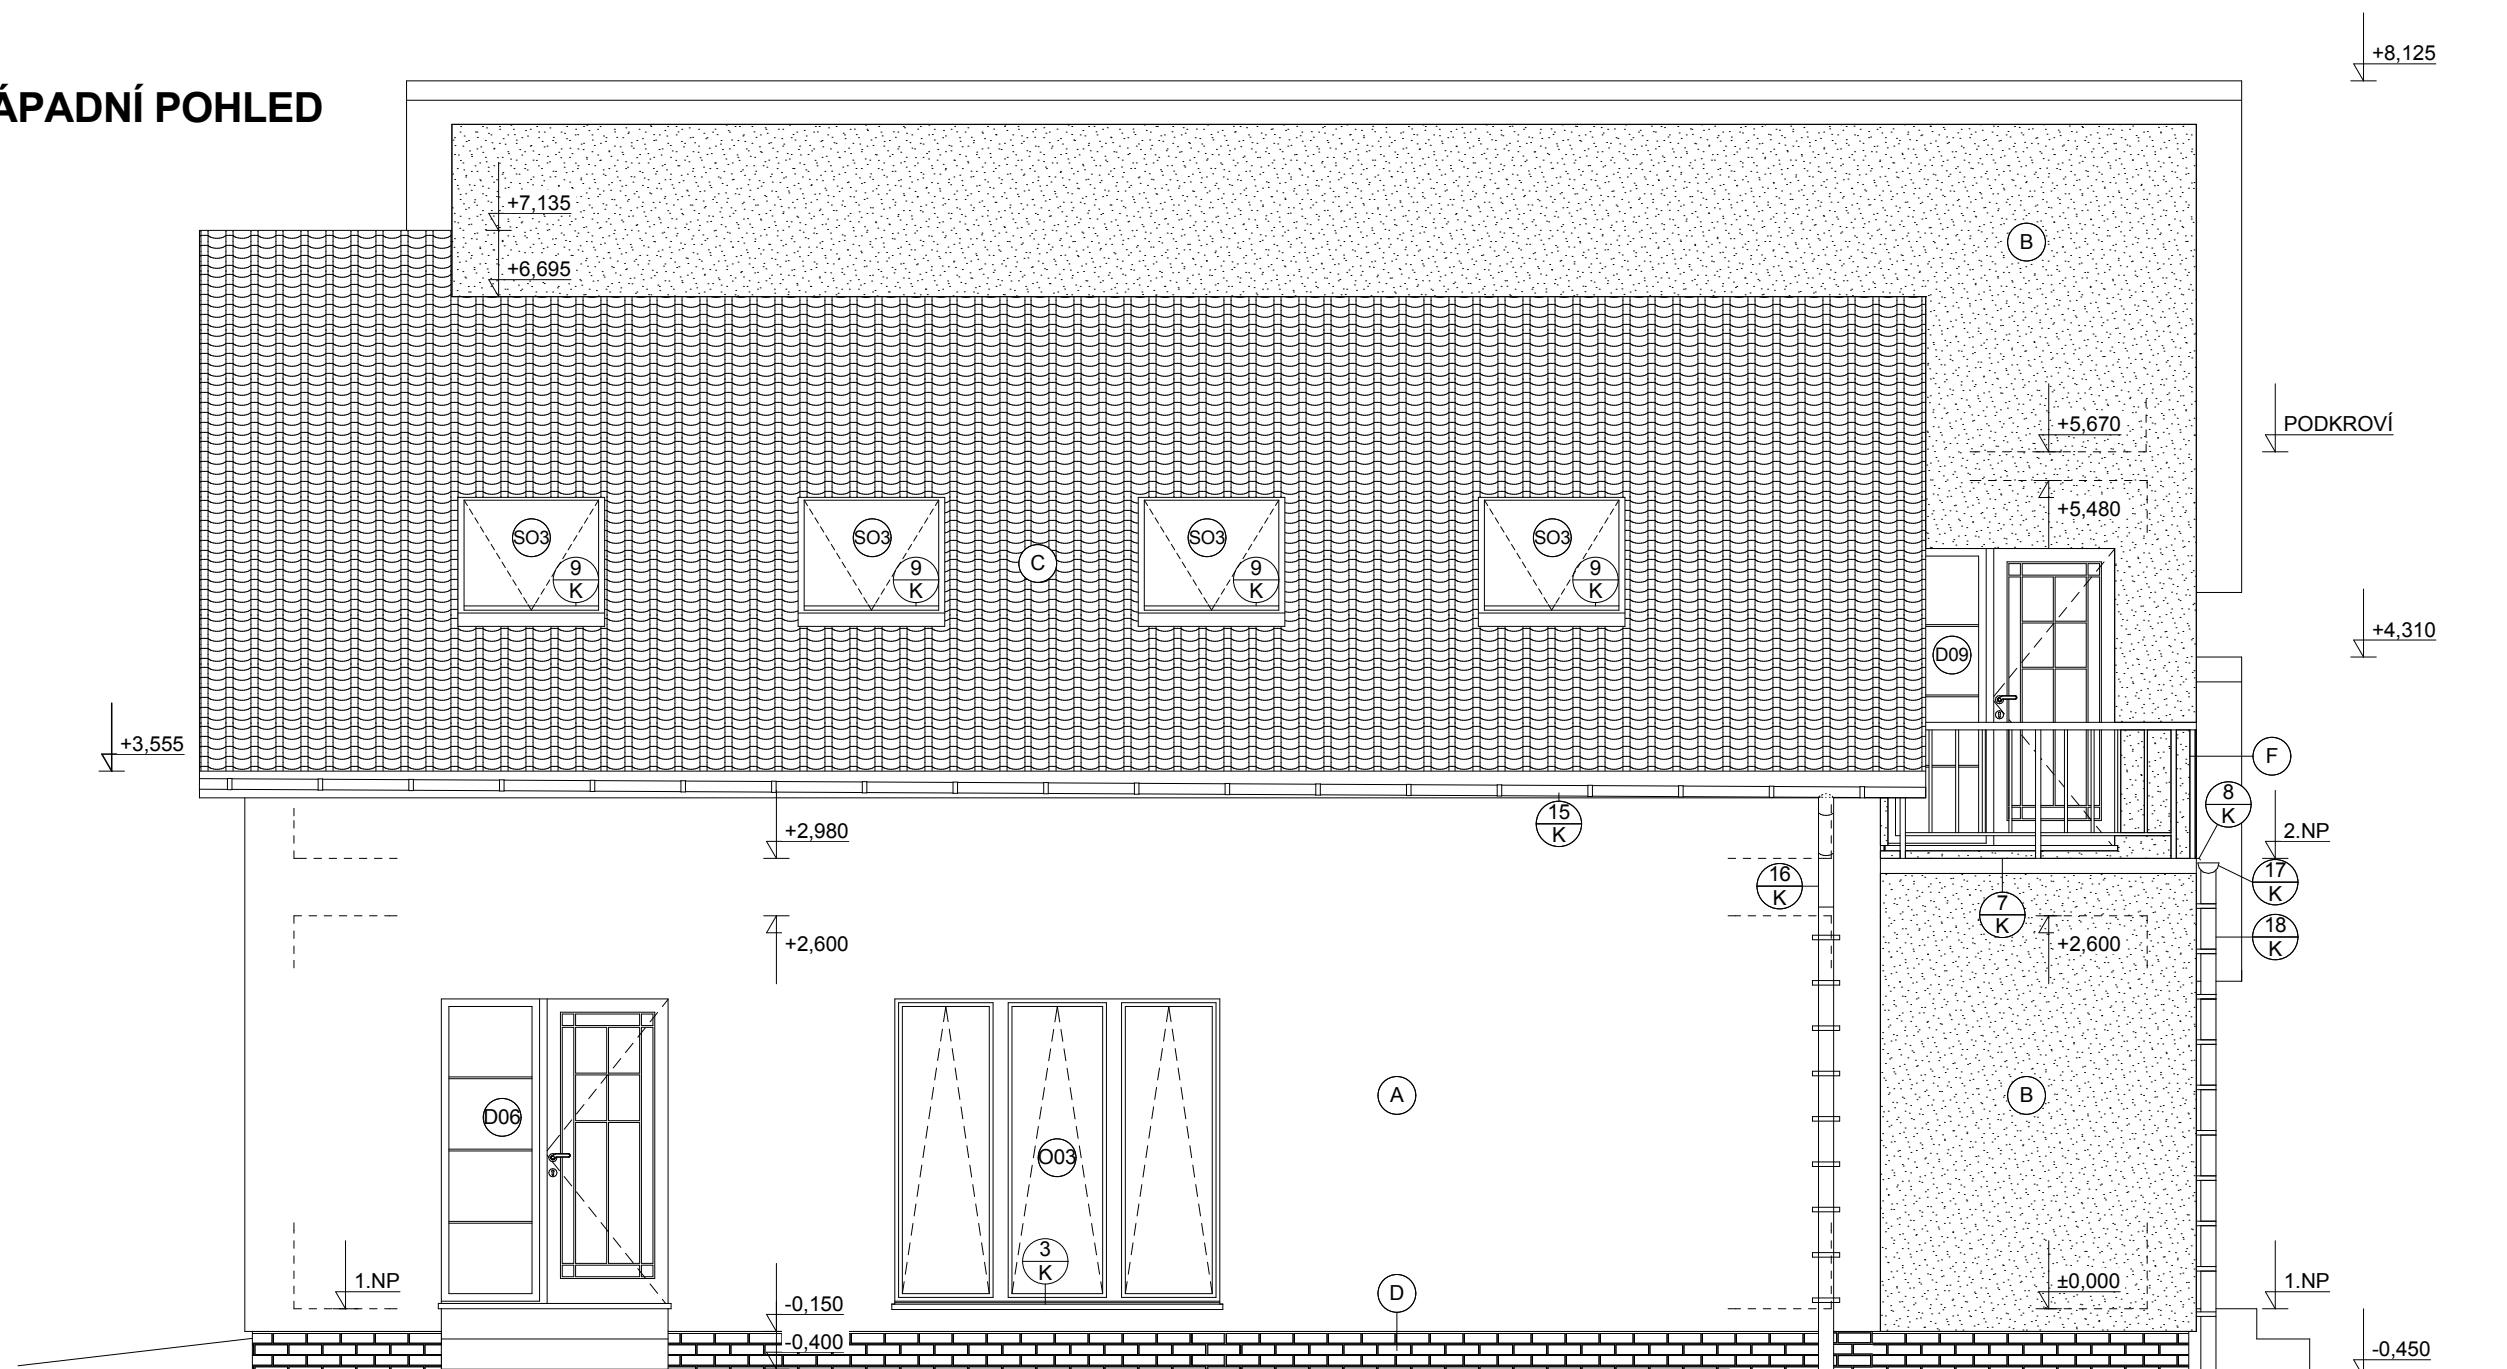 +8,125
ÁPADNÍ POHLED
+7,135
B
+6,695
+5,670
PODKROVÍ
+5,480
SO3
SO3
SO3
SO3
C
9
K
9
K
9
K
9
K
+4,310
D09
+3,555
F
8
K
15
K
+2,980
2.NP
16
K
17
K
7
K
18
K
+2,600
+2,600
A
B
D06
O03
3
K
1.NP
±0,000
1.NP
D
-0,150
-0,400
-0,450